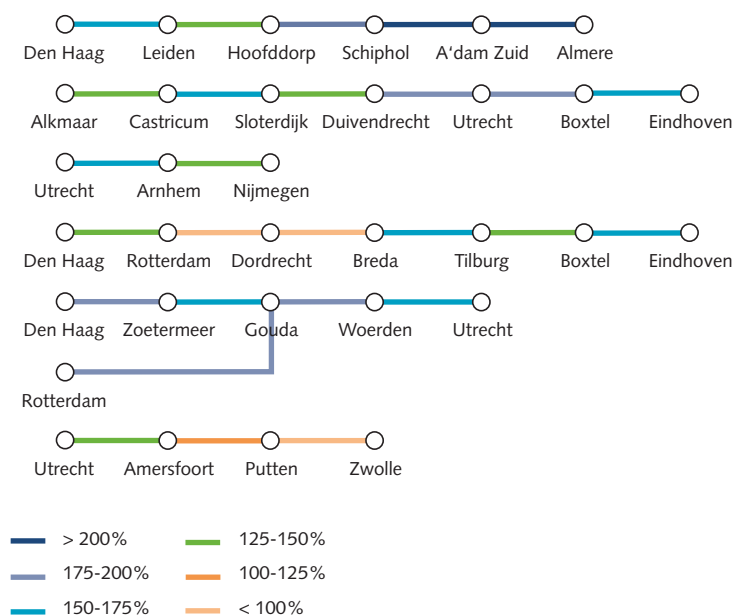 Den Haag Leiden Hoofddorp Schiphol A'dam Zuid Almere
Alkmaar Castricum Sloterdijk Duivendrecht Utrecht Boxtel Eindhoven
Utrecht Arnhem Nijmegen
Den Haag Rotterdam Dordrecht Breda Tilburg Boxtel Eindhoven
Den Haag Zoetermeer Gouda Woerden Utrecht
Rotterdam
Utrecht Amersfoort Putten Zwolle
> 200% 125-150%
175-200% 100-125%
150-175% < 100%